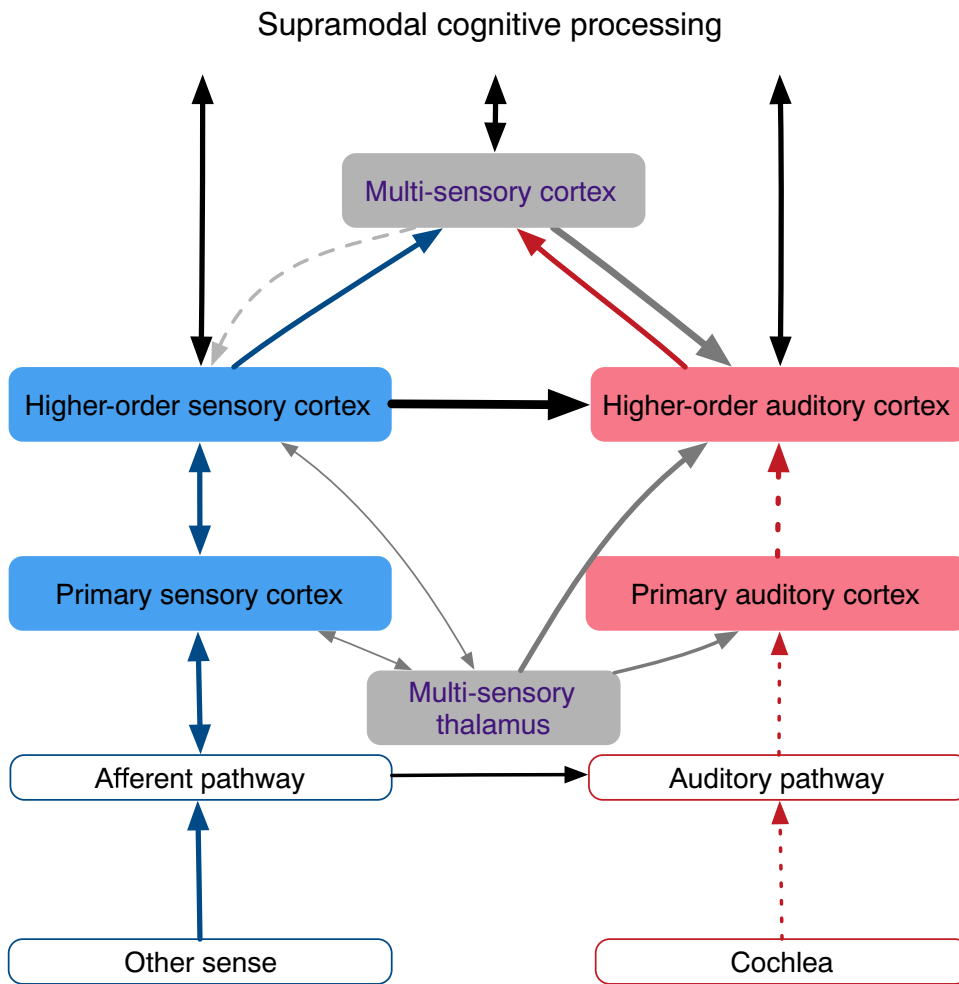 Supramodal cognitive processing
Multi-sensory cortex
Higher-order sensory cortex
Higher-order auditory cortex
Primary sensory cortex
Primary auditory cortex
Multi-sensory
thalamus
Afferent pathway
Auditory pathway
Other sense
Cochlea